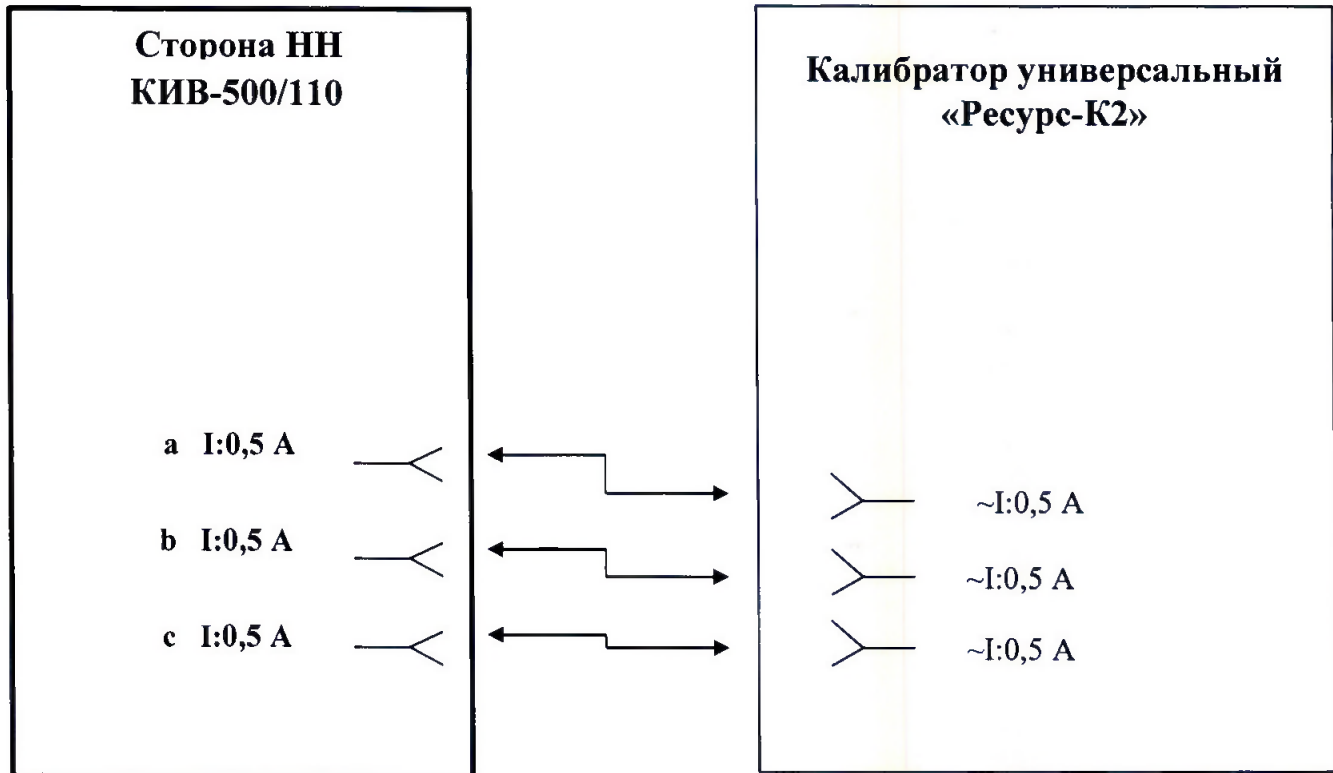 Сторона НН
КИВ-500/110
Калибратор универсальный
«Ресурс-К2»
a I:0,5 А
b I:0,5 А
c I:0,5 А
~I:0,5 А
~I:0,5 А
~I:0,5 А